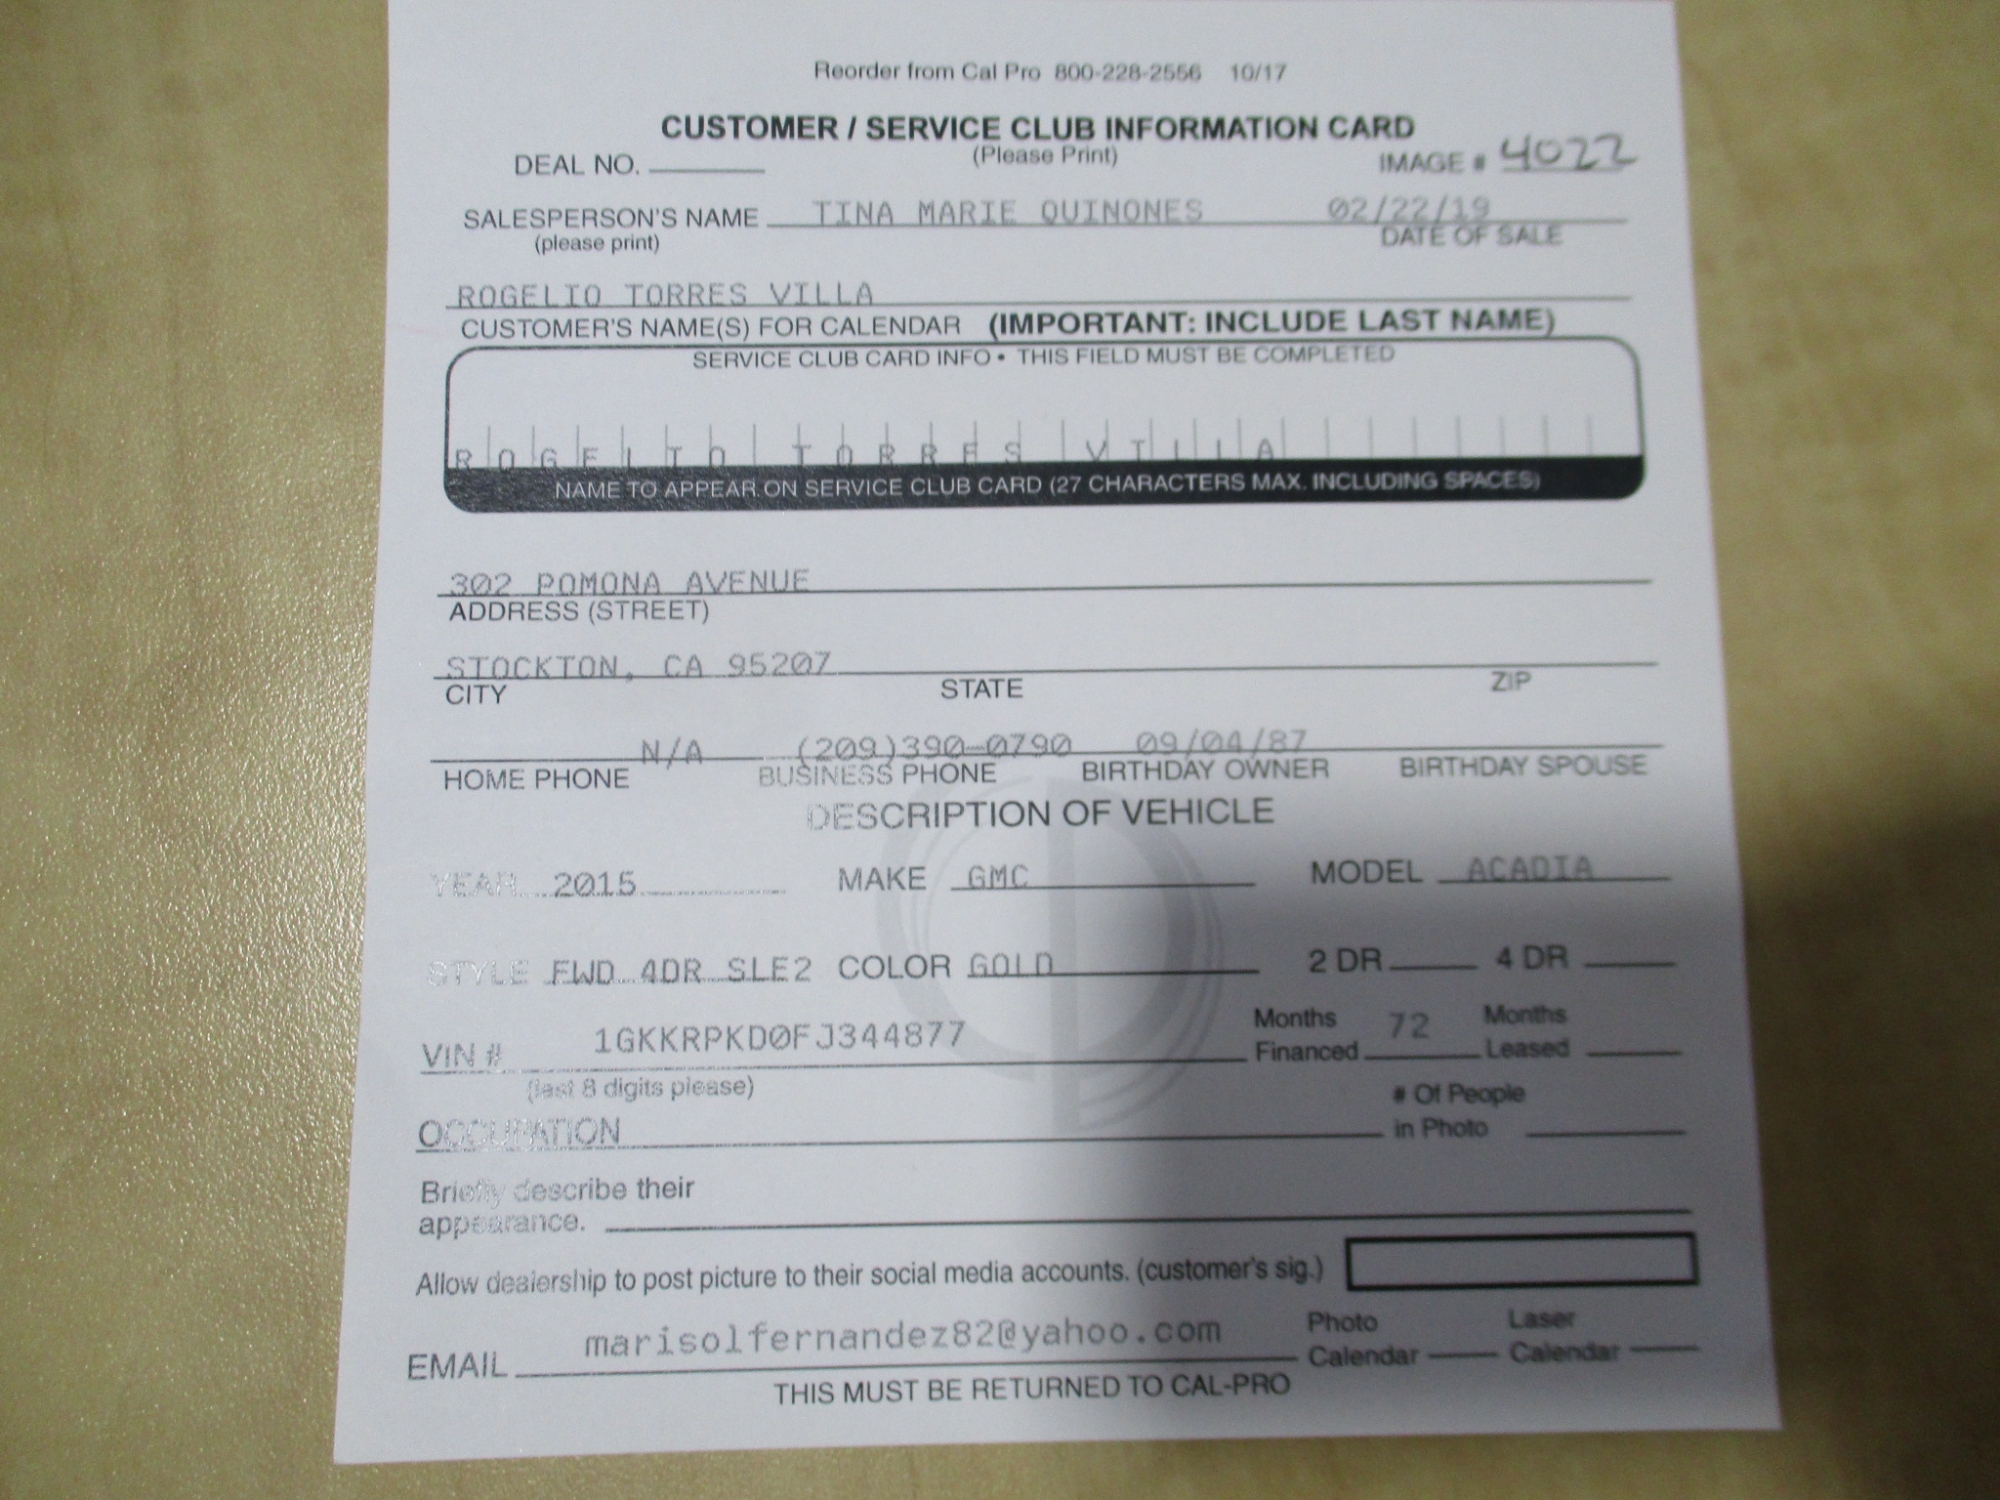 Reorder from Cal Pro 800-228-2556 10/17
CUSTOMER / SERVICE CLUB INFORMATION CARD
(Please Print)
DEAL NO. IMAGE # 4022
SALESPERSON'S NAME TINA MARIE QUINONES 02/22/19
(please print) DATE OF SALE
ROGELIO TORRES VILLA
CUSTOMER'S NAME(S) FOR CALENDAR (IMPORTANT: INCLUDE LAST NAME)
SERVICE CLUB CARD INFO • THIS FIELD MUST BE COMPLETED
ROGELIO TORRES VILLA
NAME TO APPEAR ON SERVICE CLUB CARD (27 CHARACTERS MAX. INCLUDING SPACES)
302 POMONA AVENUE
ADDRESS (STREET)
STOCKTON, CA 95207
CITY STATE ZIP
N/A (209)390-0790 09/04/87
HOME PHONE BUSINESS PHONE BIRTHDAY OWNER BIRTHDAY SPOUSE
DESCRIPTION OF VEHICLE
YEAR 2015 MAKE GMC MODEL ACADIA
STYLE FWD 4DR SLE2 COLOR GOLD 2 DR 4 DR
VIN # 1GKKRPKD0FJ344877 Months Financed 72 Months Leased
(last 8 digits please)
OCCUPATION # Of People in Photo
Briefly describe their
appearance.
Allow dealership to post picture to their social media accounts. (customer's sig.)
EMAIL marisolfernandez82@yahoo.com Photo Calendar Laser Calendar
THIS MUST BE RETURNED TO CAL-PRO